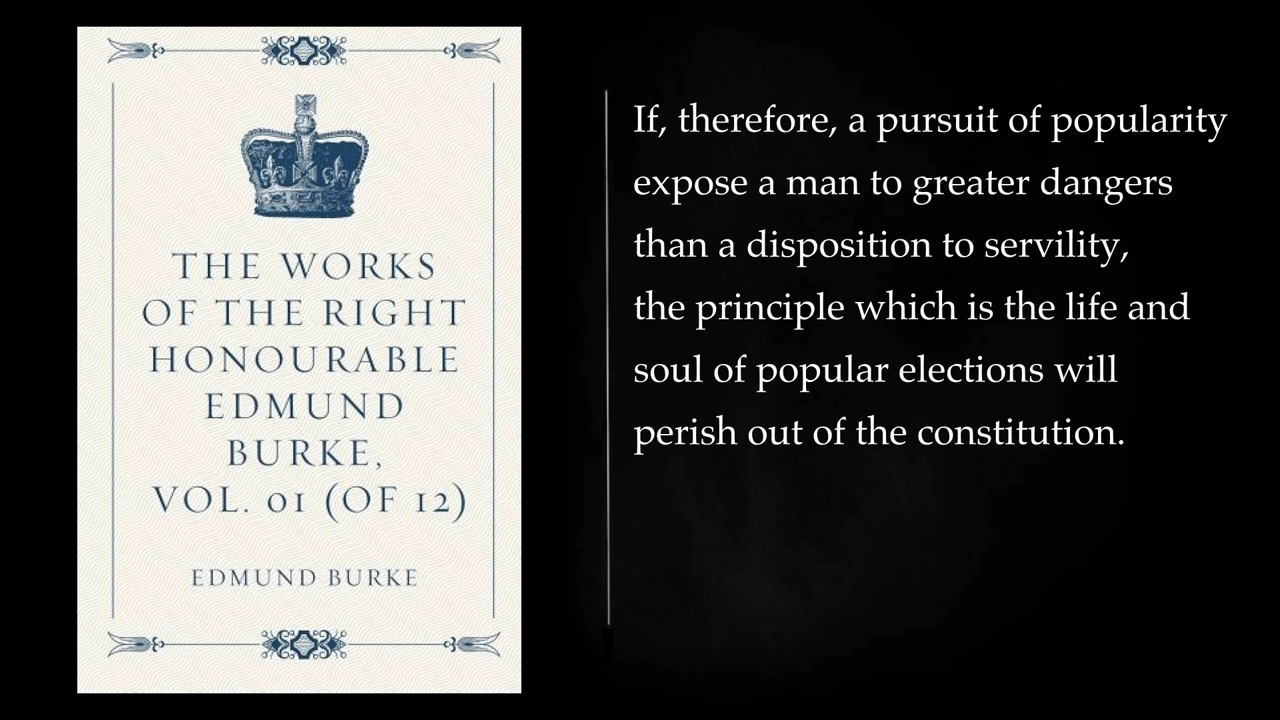 THE WORKS
OF THE RIGHT
HONOURABLE
EDMUND
BURKE,
VOL. 01 (OF 12)
EDMUND BURKE
If, therefore, a pursuit of popularity
expose a man to greater dangers
than a disposition to servility,
the principle which is the life and
soul of popular elections will
perish out of the constitution.